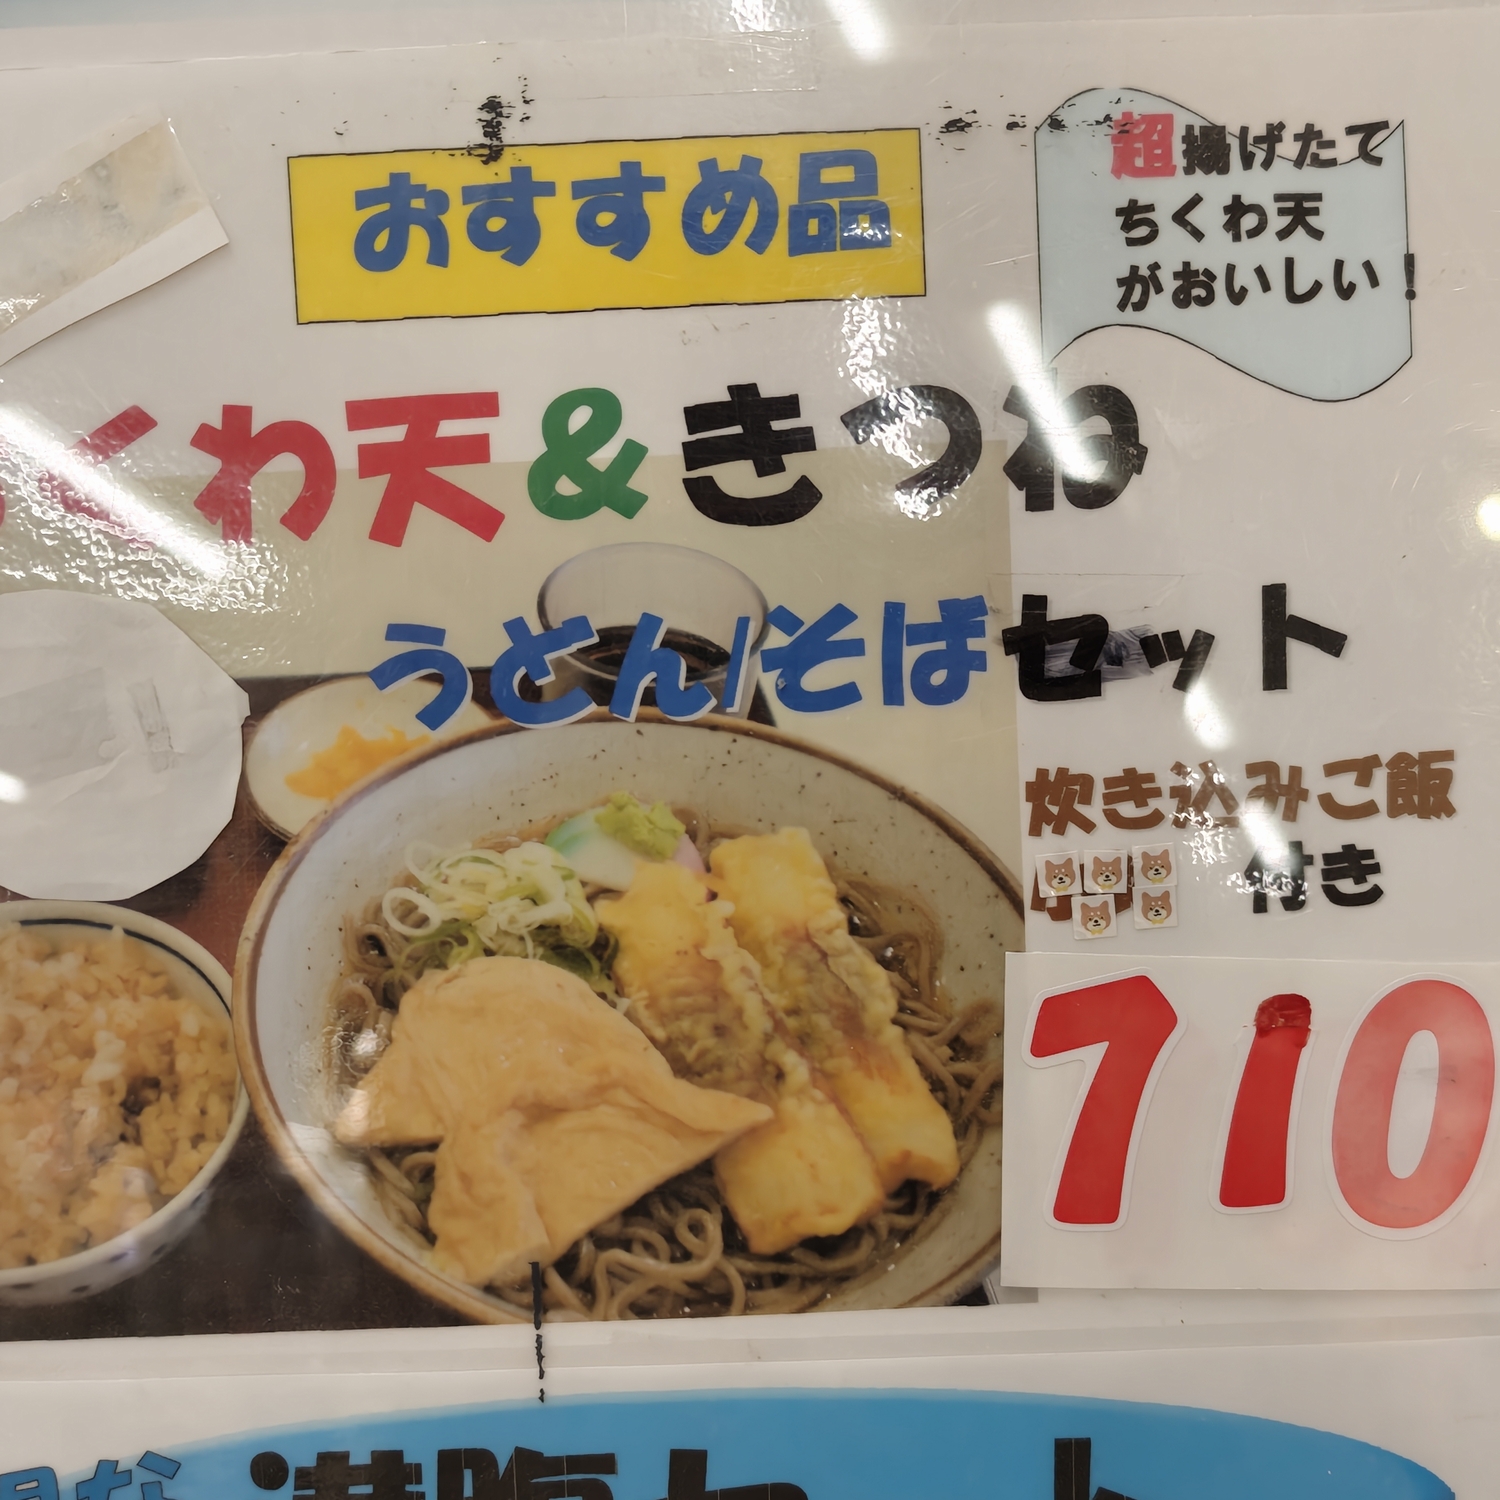 おすすめ品
超揚げたて
ちくわ天
がおいしい！
くわ天&きつね
うどん/そばセット
炊き込みご飯
付き
710
満腹